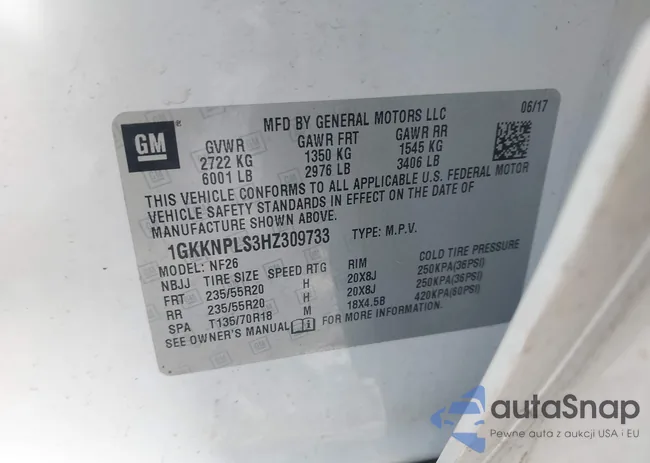 06/17
MFD BY GENERAL MOTORS LLC
GM
GVWR GAWR FRT GAWR RR
2722 KG 1350 KG 1545 KG
6001 LB 2976 LB 3406 LB
THIS VEHICLE CONFORMS TO ALL APPLICABLE U.S. FEDERAL MOTOR
VEHICLE SAFETY STANDARDS IN EFFECT ON THE DATE OF
MANUFACTURE SHOWN ABOVE.
1GKKNPLS3HZ309733 TYPE: M.P.V.
MODEL: NF26
NBJJ TIRE SIZE SPEED RTG RIM COLD TIRE PRESSURE
FRT 235/55R20 H 20X8J 250KPA(36PSI)
RR 235/55R20 H 20X8J 250KPA(36PSI)
SPA T135/70R18 M 18X4.5B 420KPA(60PSI)
SEE OWNER'S MANUAL FOR MORE INFORMATION.
autoSnap
Pewne auta z aukcji USA i EU